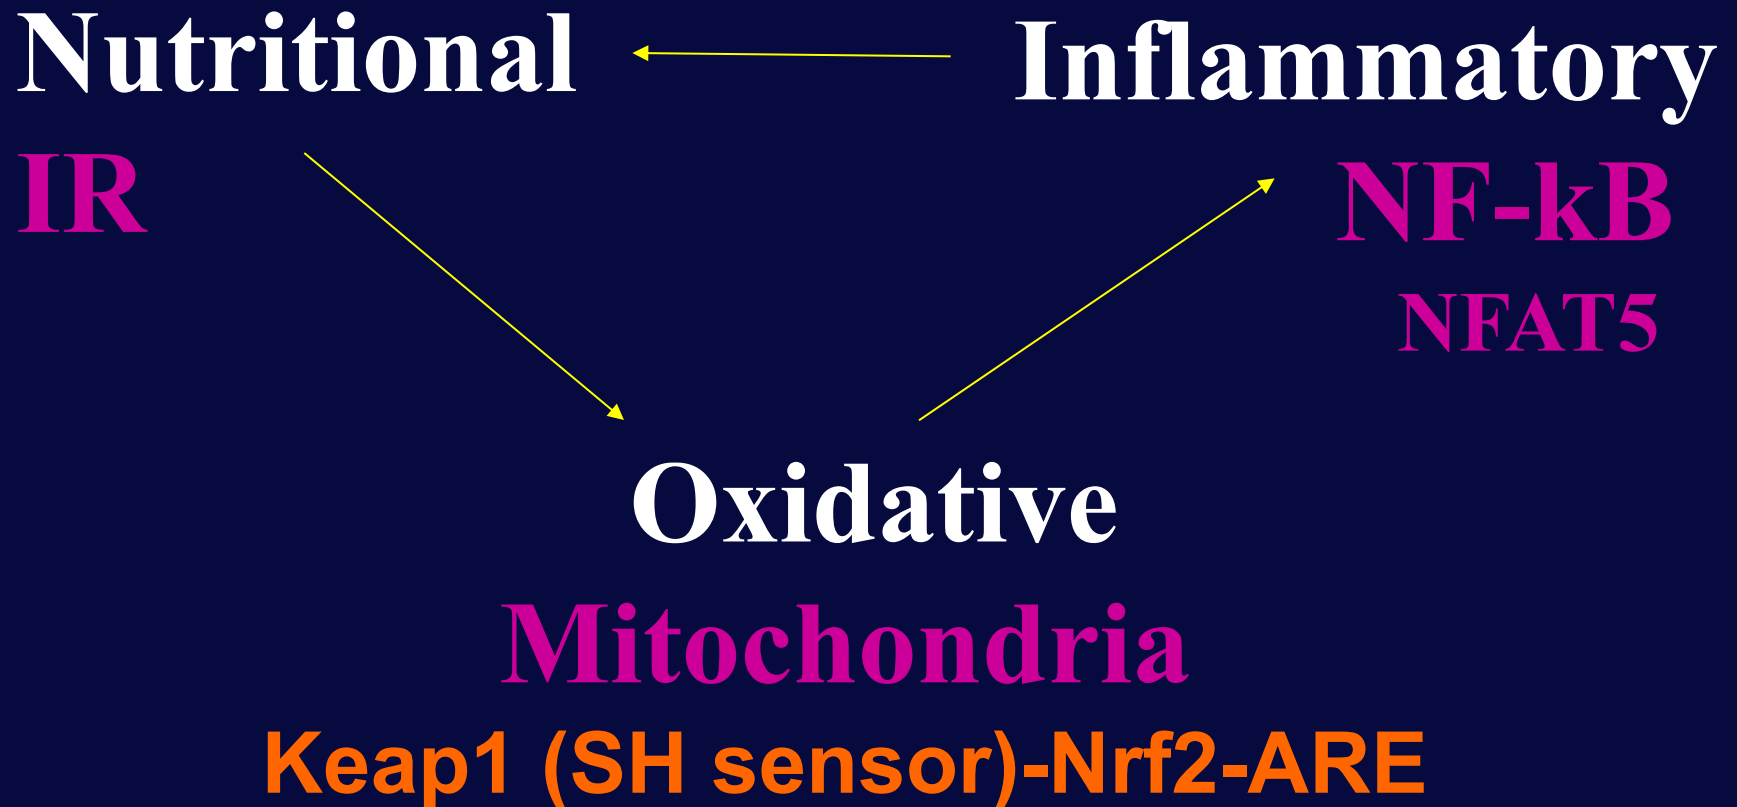 Nutritional
Inflammatory
IR
NF-kB
NFAT5
Oxidative
Mitochondria
Keap1 (SH sensor)-Nrf2-ARE